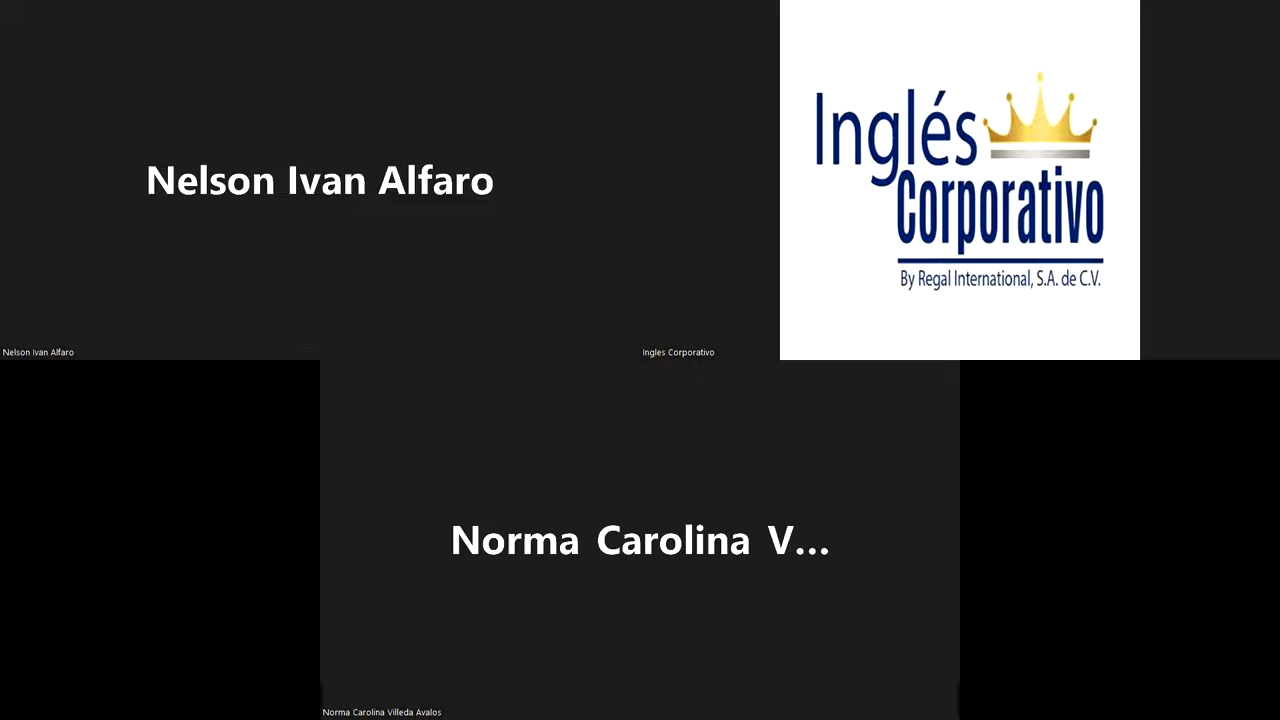 Nelson Ivan Alfaro
Inglés
Corporativo
By Regal International, S.A. de C.V.
Nelson Ivan Alfaro
Ingles Corporativo
Norma Carolina V...
Norma Carolina Villeda Avalos